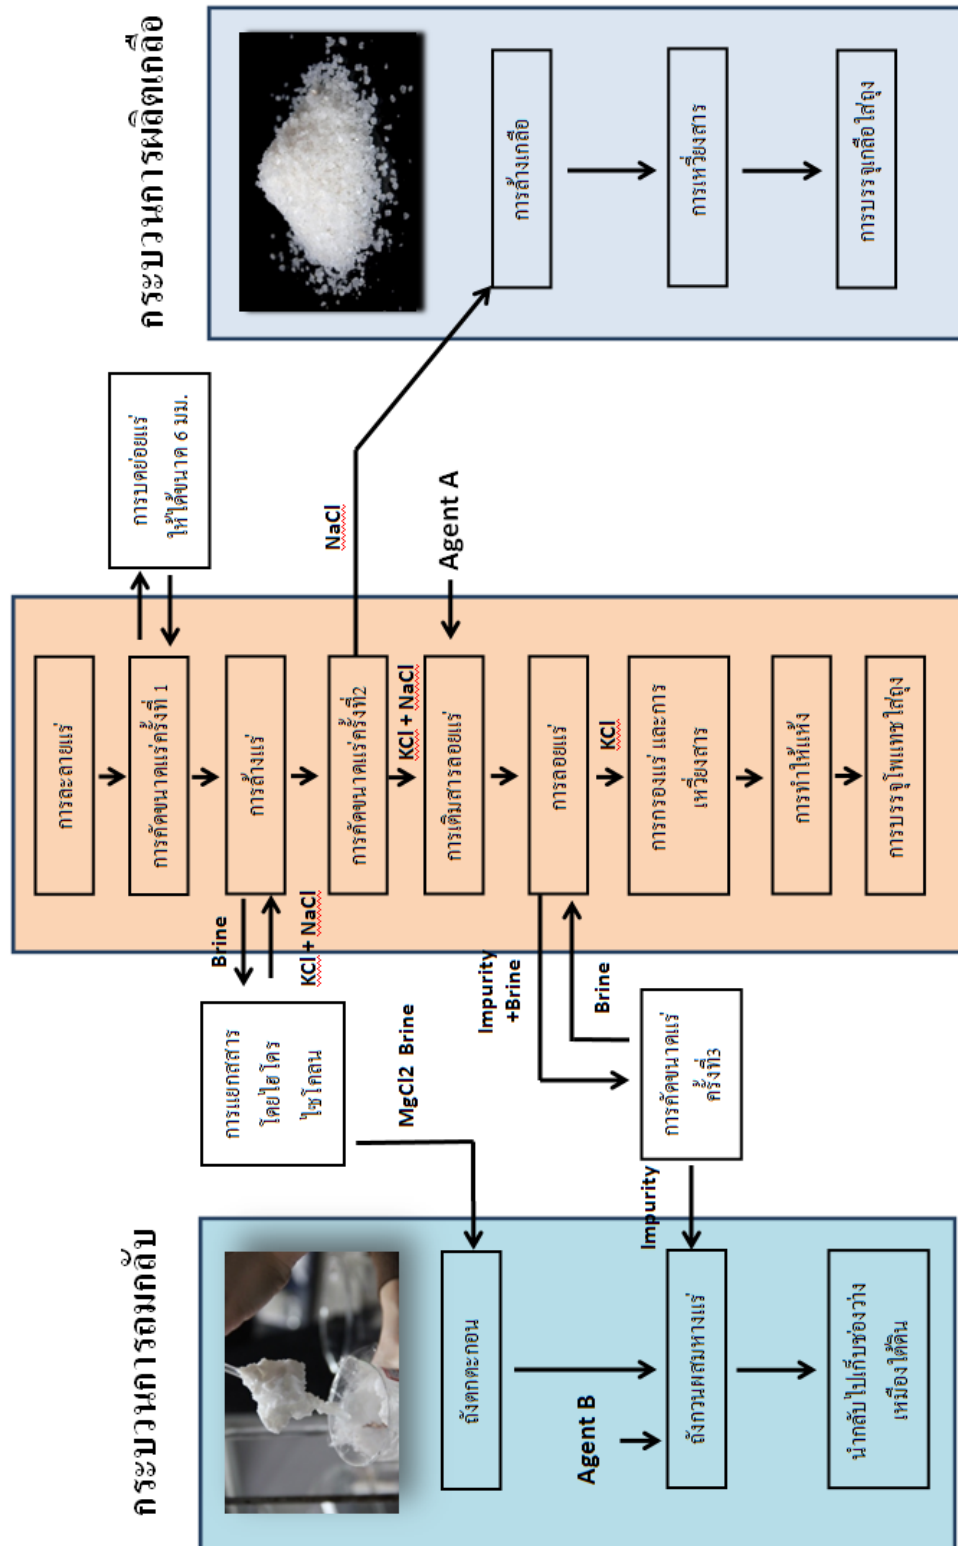 กระบวนการถมกลับ
ถังตกตะกอน
Agent B
ถังกวนผสมหางแร่
นำกลับไปเก็บช่องว่าง
เหมืองใต้ดิน
การแยกสสาร
โดยไฮโดร
ไซโคลน
MgCl2 Brine
Brine
KCl + NaCl
Impurity
+Brine
Brine
การคัดขนาดแร่
ครั้งที่3
Impurity
การละลายแร่
การคัดขนาดแร่ครั้งที่ 1
การล้างแร่
การคัดขนาดแร่ครั้งที่2
KCl + NaCl
การเติมสารลอยแร่
การลอยแร่
KCl
การกรองแร่ และการ
เหวี่ยงสาร
การทำให้แห้ง
การบรรจุโพแทชใส่ถุง
การบดย่อยแร่
ให้ได้ขนาด 6 มม.
NaCl
Agent A
กระบวนการผลิตเกลือ
การล้างเกลือ
การเหวี่ยงสาร
การบรรจุเกลือใส่ถุง